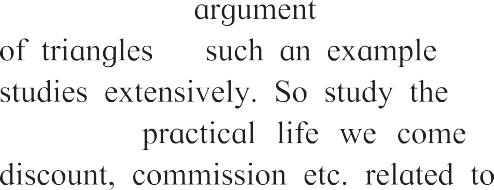 argument
of triangles such an example
studies extensively. So study the
practical life we come
discount, commission etc. related to